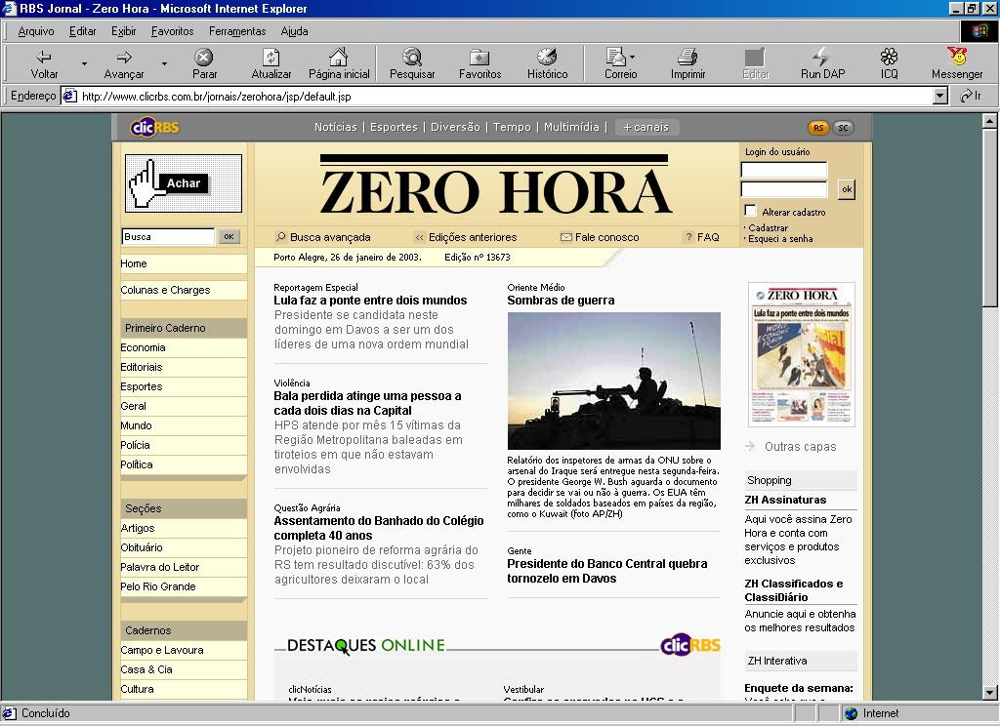 RBS Jornal - Zero Hora - Microsoft Internet Explorer
Arquivo Editar Exibir Favoritos Ferramentas Ajuda
Voltar Avançar Parar Atualizar Página inicial Pesquisar Favoritos Histórico Correio Imprimir Editar Run DAP ICQ Messenger
Endereço http://www.clicrbs.com.br/jornais/zerohora/jsp/default.jsp Ir
clicRBS Notícias | Esportes | Diversão | Tempo | Multimídia | + canais RS SC
Achar
Busca OK
Home
Colunas e Charges
Primeiro Caderno
Economia
Editoriais
Esportes
Geral
Mundo
Polícia
Política
Seções
Artigos
Obituário
Palavra do Leitor
Pelo Rio Grande
Cadernos
Campo e Lavoura
Casa & Cia
Cultura
ZERO HORA
Busca avançada << Edições anteriores Fale conosco ? FAQ
Porto Alegre, 26 de janeiro de 2003. Edição nº 13673
Reportagem Especial
Lula faz a ponte entre dois mundos
Presidente se candidata neste
domingo em Davos a ser um dos
líderes de uma nova ordem mundial
Violência
Bala perdida atinge uma pessoa a
cada dois dias na Capital
HPS atende por mês 15 vítimas da
Região Metropolitana baleadas em
tiroteios em que não estavam
envolvidas
Questão Agrária
Assentamento do Banhado do Colégio
completa 40 anos
Projeto pioneiro de reforma agrária do
RS tem resultado discutível: 63% dos
agricultores deixaram o local
Oriente Médio
Sombras de guerra
Relatório dos inspetores de armas da ONU sobre o
arsenal do Iraque será entregue nesta segunda-feira.
O presidente George W. Bush aguarda o documento
para decidir se vai ou não à guerra. Os EUA têm
milhares de soldados baseados em países da região,
como o Kuwait (foto AP/ZH)
Gente
Presidente do Banco Central quebra
tornozelo em Davos
DESTAQUES ONLINE clicRBS
clicNotícias
Vestibular
Login do usuário
ok
Alterar cadastro
· Cadastrar
· Esqueci a senha
ZERO HORA
Lula faz a ponte entre dois mundos
WORLD ECONOMIC FORUM
Outras capas
Shopping
ZH Assinaturas
Aqui você assina Zero
Hora e conta com
serviços e produtos
exclusivos
ZH Classificados e
ClassiDiário
Anuncie aqui e obtenha
os melhores resultados
ZH Interativa
Enquete da semana:
Concluído Internet